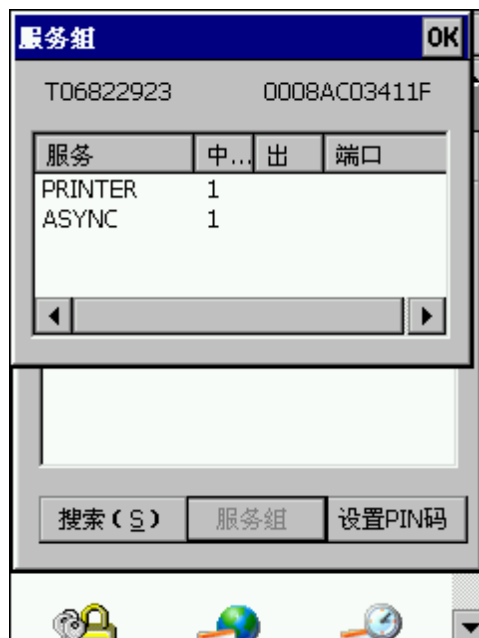 服务组 OK
T06822923 0008AC03411F
服务 中... 出 端口
PRINTER 1
ASYNC 1
搜索(S) 服务组 设置PIN码